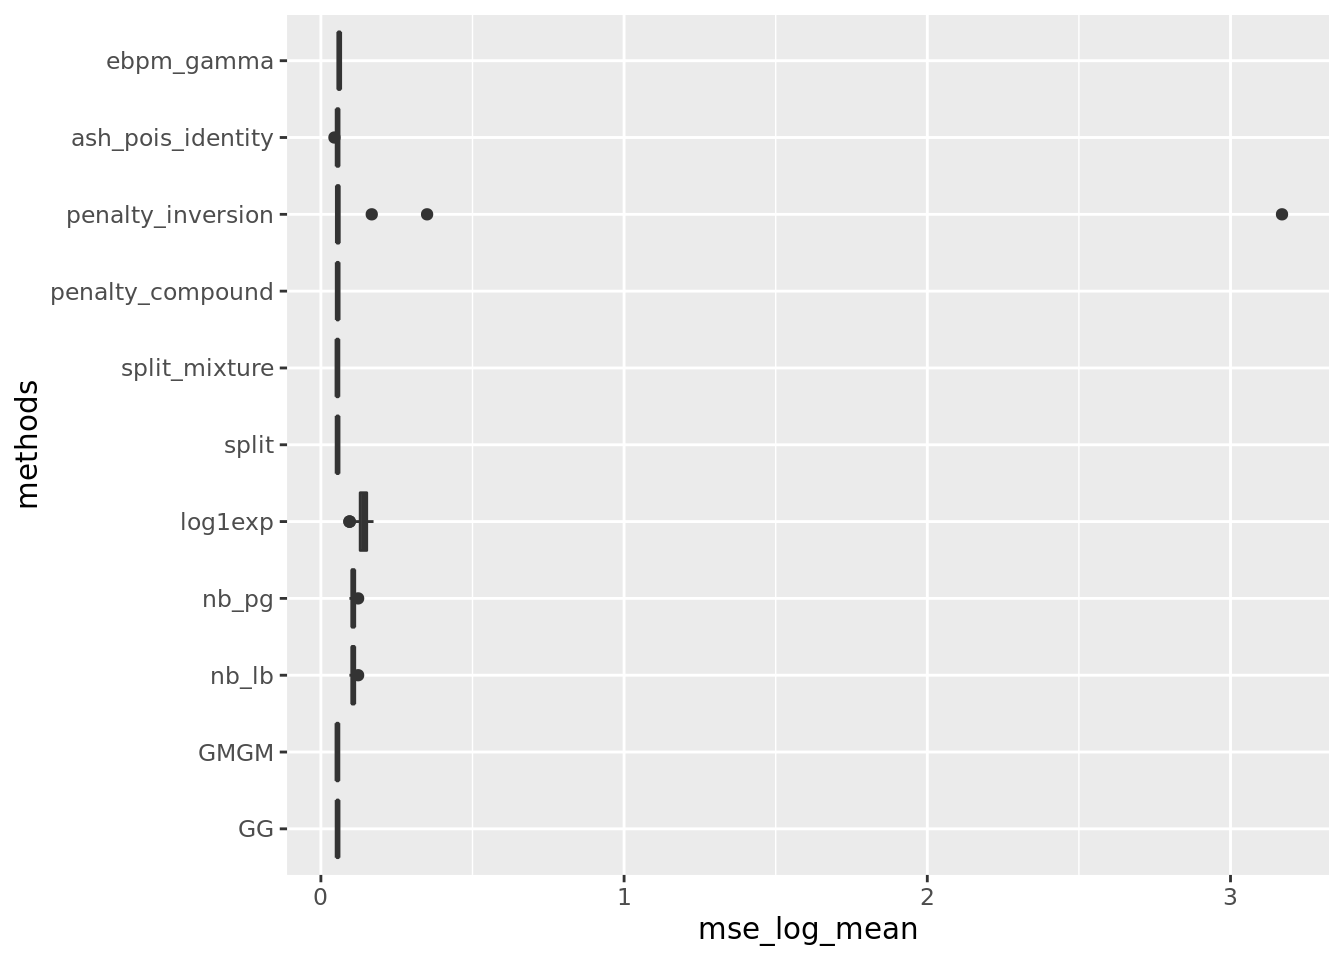 ebpm_gamma
ash_pois_identity
penalty_inversion
penalty_compound
split_mixture
split
log1exp
nb_pg
nb_lb
GMGM
GG
methods
0 1 2 3
mse_log_mean